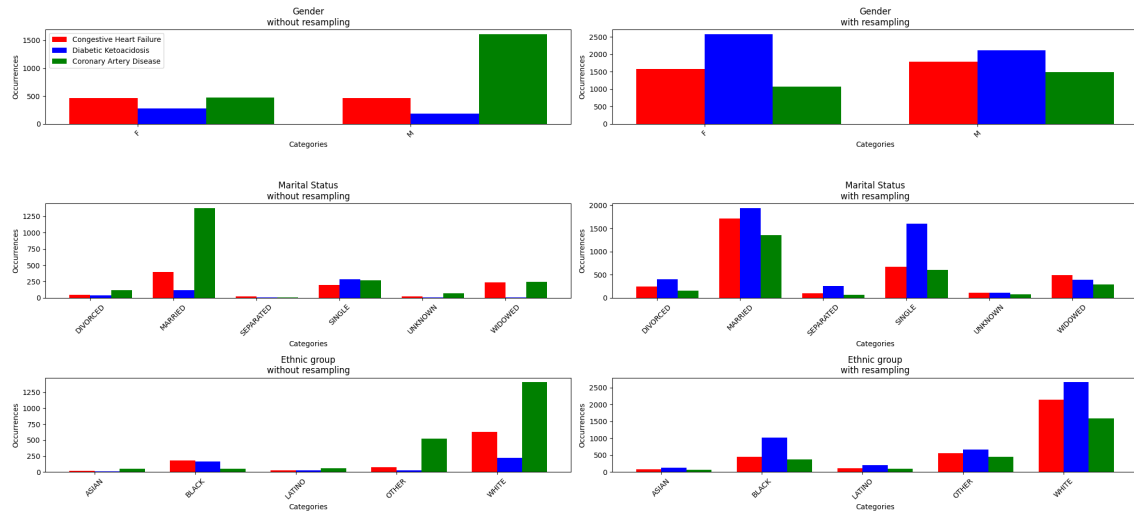 Gender
without resampling
Occurrences
1500
1000
500
0
Congestive Heart Failure
Diabetic Ketoacidosis
Coronary Artery Disease
F
M
Categories
Gender
with resampling
Occurrences
2500
2000
1500
1000
500
0
F
M
Categories
Marital Status
without resampling
Occurrences
1250
1000
750
500
250
0
DIVORCED
MARRIED
SEPARATED
SINGLE
UNKNOWN
WIDOWED
Categories
Marital Status
with resampling
Occurrences
2000
1500
1000
500
0
DIVORCED
MARRIED
SEPARATED
SINGLE
UNKNOWN
WIDOWED
Categories
Ethnic group
without resampling
Occurrences
1250
1000
750
500
250
0
ASIAN
BLACK
LATINO
OTHER
WHITE
Categories
Ethnic group
with resampling
Occurrences
2500
2000
1500
1000
500
0
ASIAN
BLACK
LATINO
OTHER
WHITE
Categories